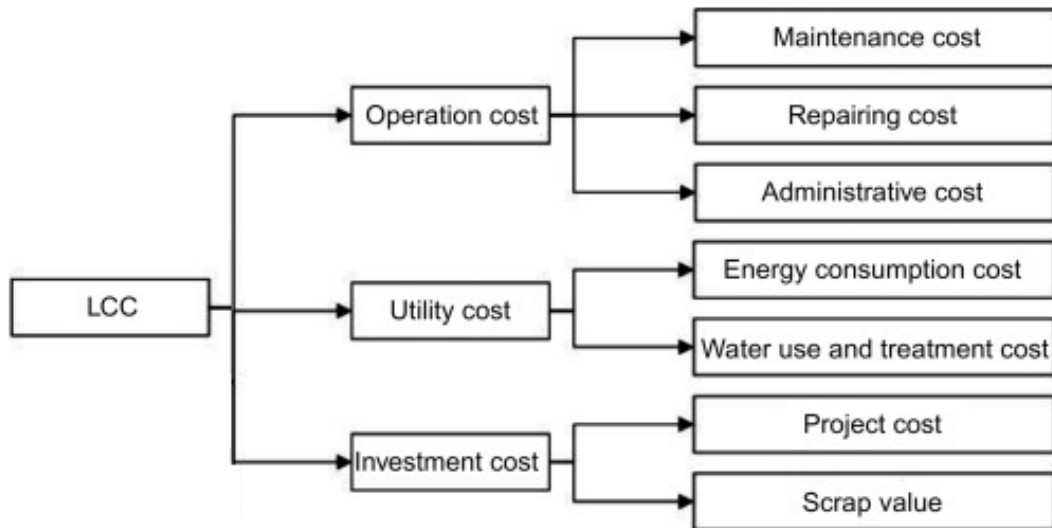 Maintenance cost
Operation cost
Repairing cost
Administrative cost
Energy consumption cost
LCC
Utility cost
Water use and treatment cost
Project cost
Investment cost
Scrap value